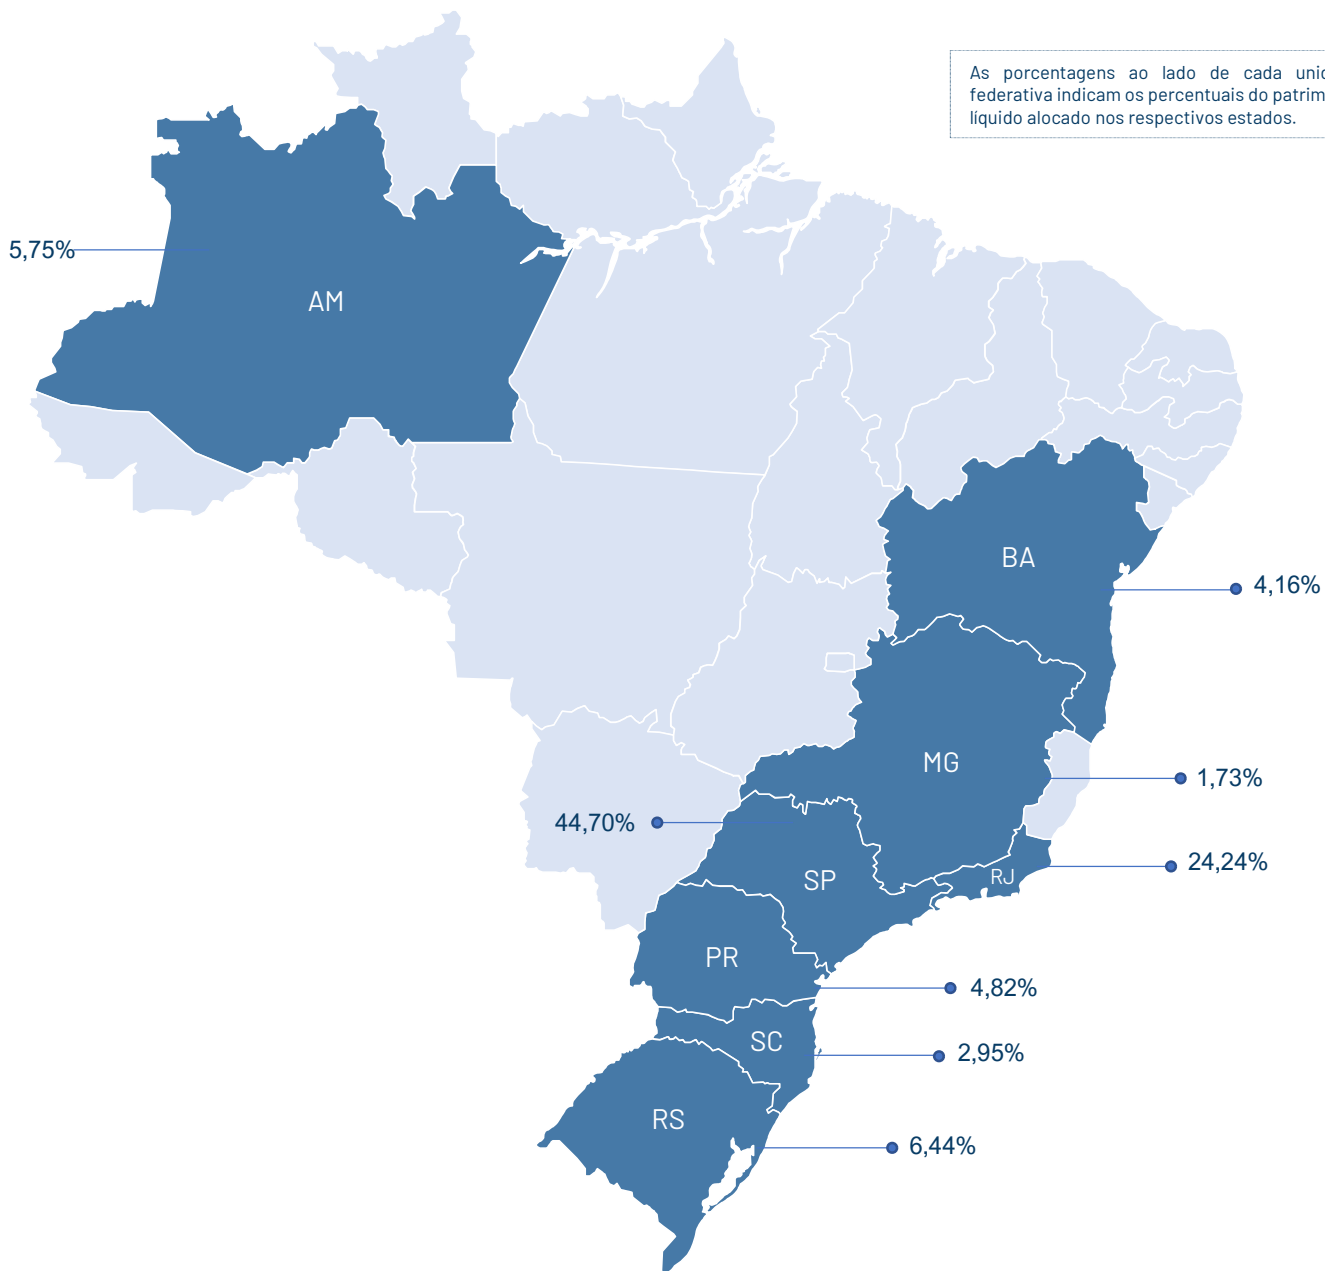 As porcentagens ao lado de cada
federativa indicam os percentuais do
líquido alocado nos respectivos estados.
5,75%
AM
BA
4,16%
MG
1,73%
44,70%
24,24%
SP
RJ
PR
4,82%
SC
2,95%
RS
6,44%